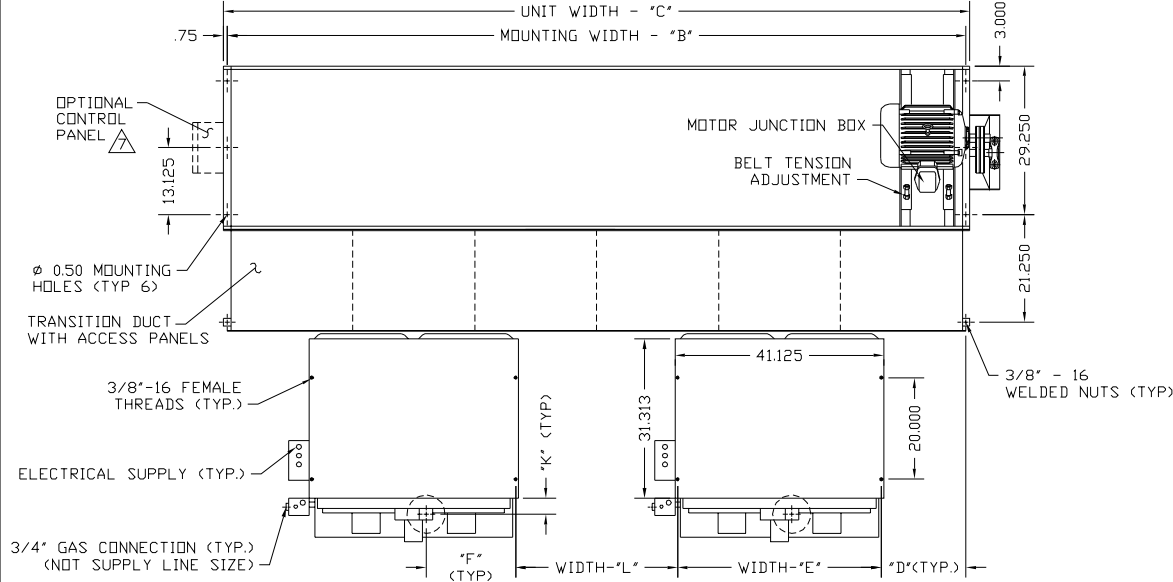 UNIT WIDTH - "C"
.75
MOUNTING WIDTH - "B"
3.000
OPTIONAL
CONTROL
PANEL 7
MOTOR JUNCTION BOX
BELT TENSION
ADJUSTMENT
29.250
13.125
21.250
Ø 0.50 MOUNTING
HOLES (TYP 6)
TRANSITION DUCT
WITH ACCESS PANELS
41.125
3/8"-16 FEMALE
THREADS (TYP.)
3/8" - 16
WELDED NUTS (TYP)
31.313
"K" (TYP)
20.000
ELECTRICAL SUPPLY (TYP.)
3/4" GAS CONNECTION (TYP.)
(NOT SUPPLY LINE SIZE)
"F"
(TYP)
WIDTH-"L"
WIDTH-"E"
"D"(TYP.)